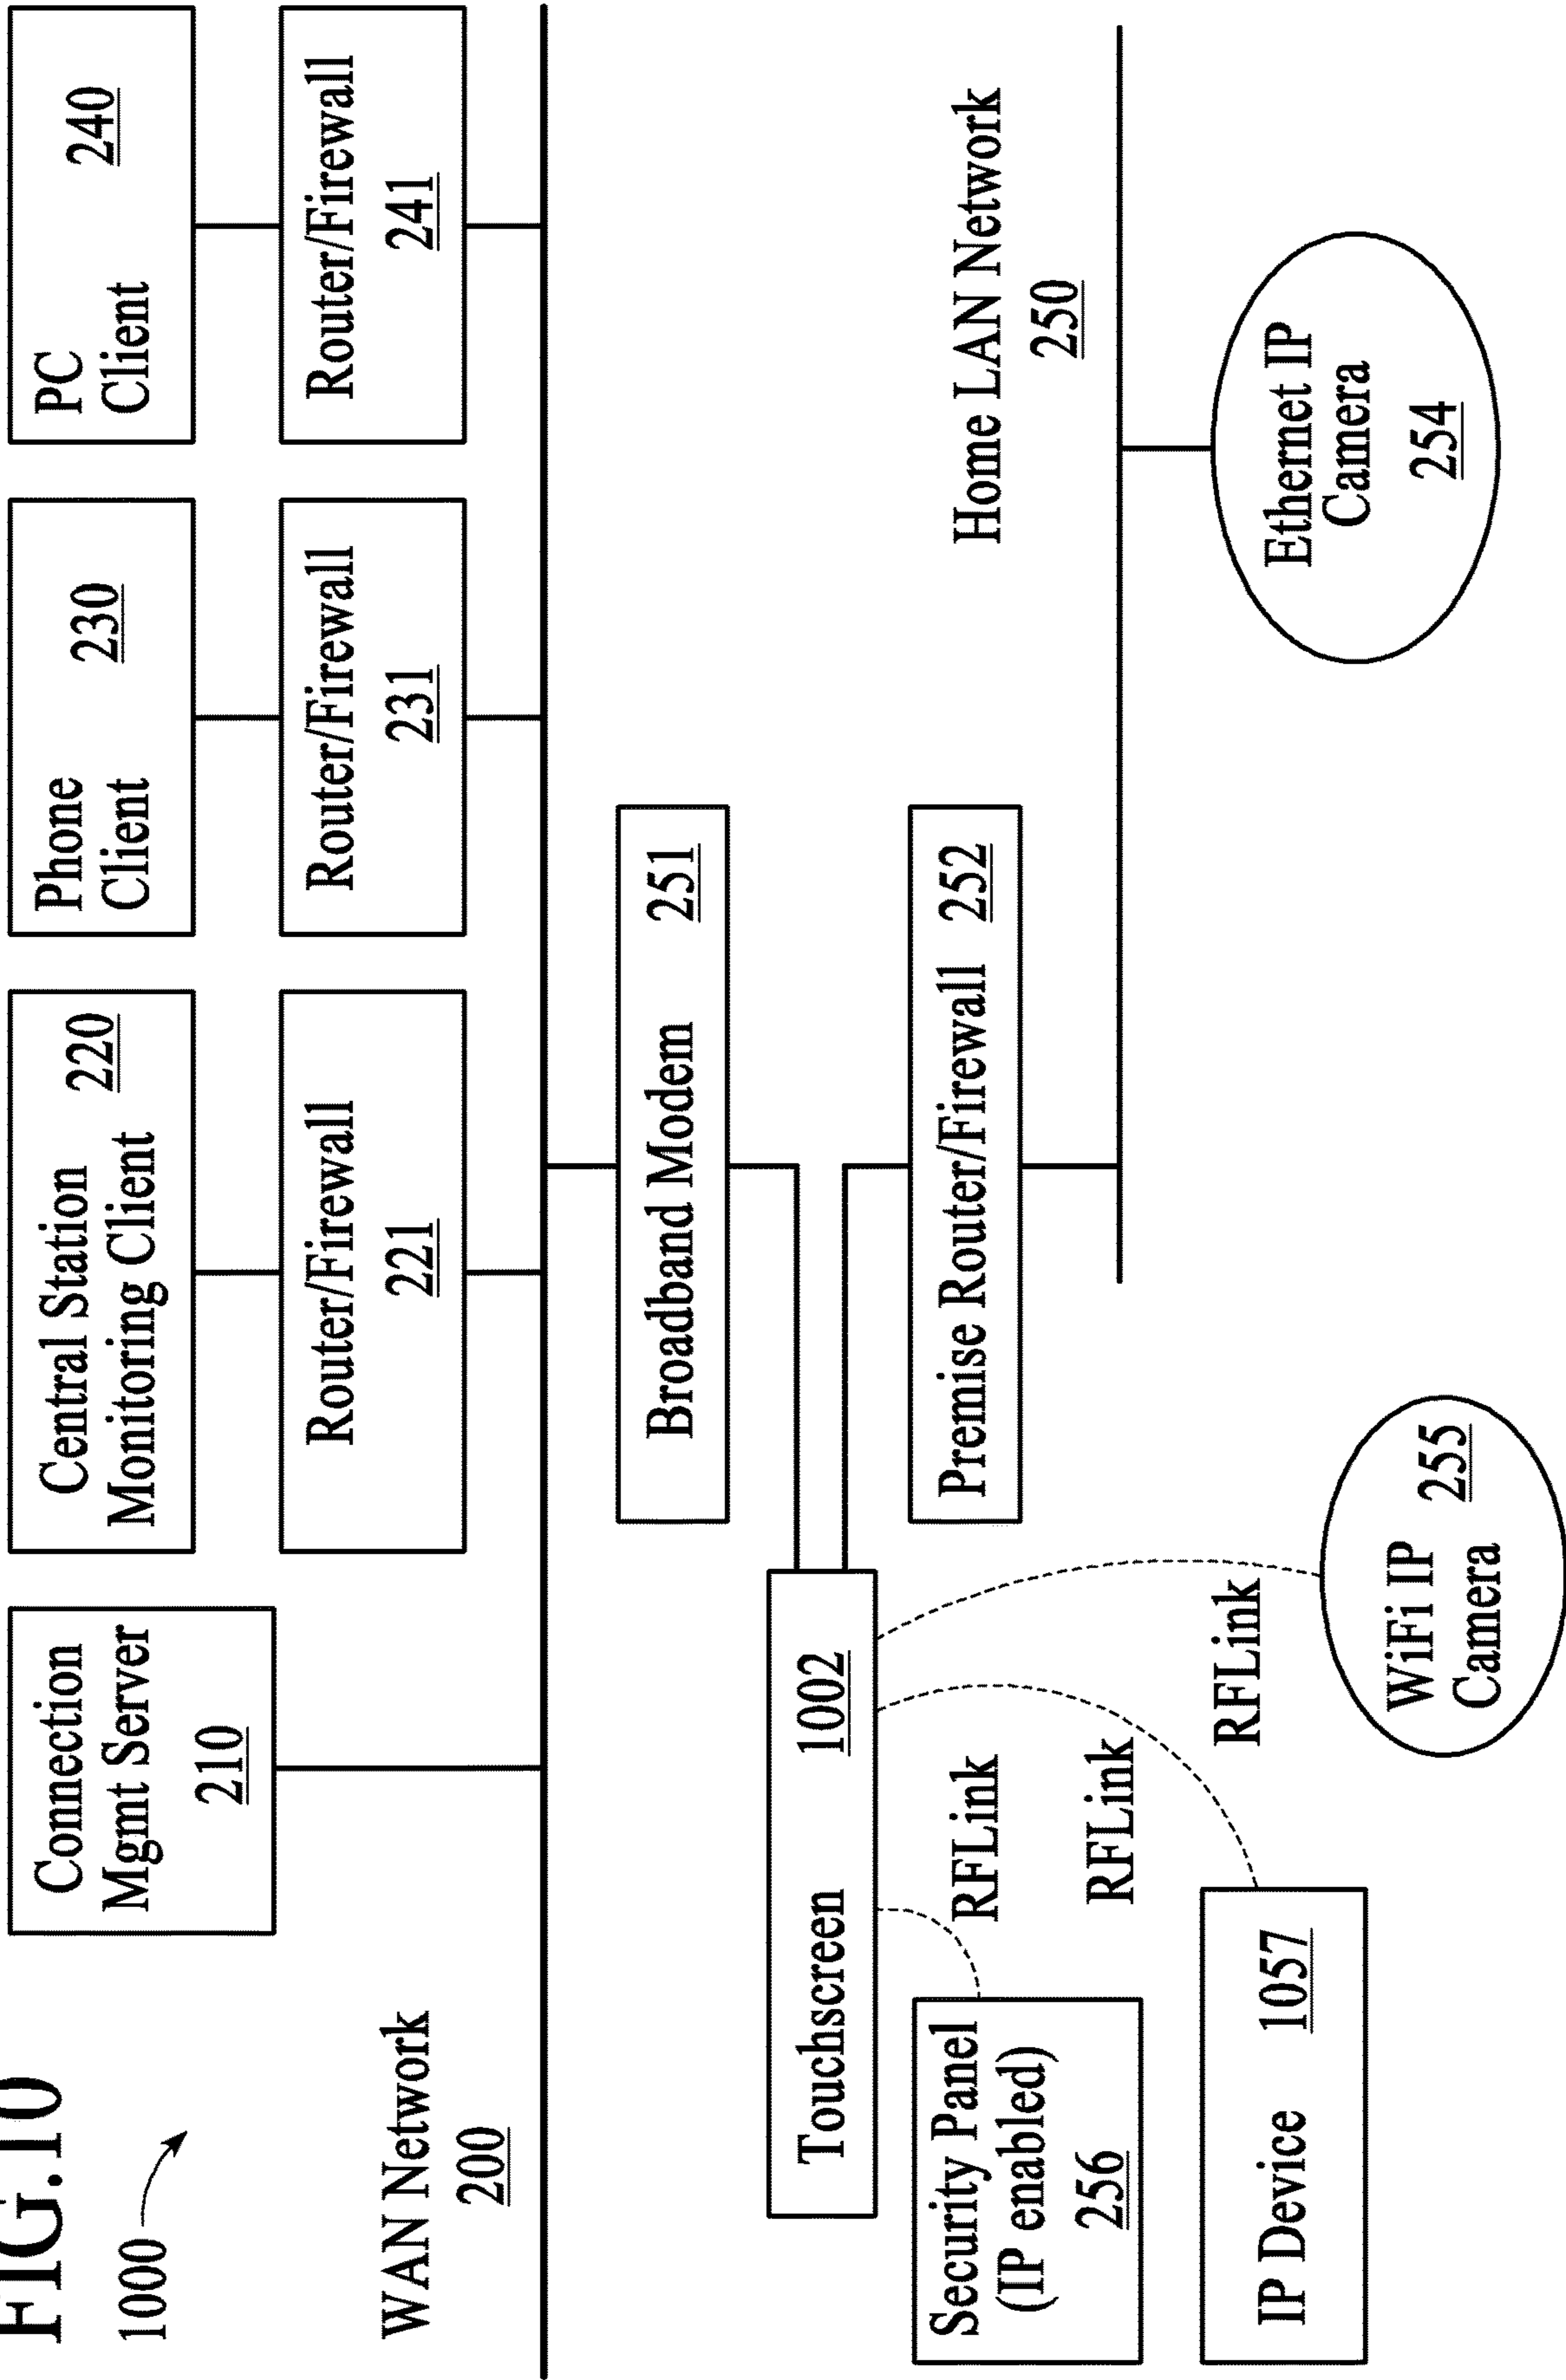 FIG.10
1000
WAN Network
200
Connection
Mgmt Server
210
Central Station
Monitoring Client
220
Router/Firewall
221
Phone
Client
230
Router/Firewall
231
PC
Client
240
Router/Firewall
241
Broadband Modem 251
Touchscreen 1002
Premise Router/Firewall 252
Home LAN Network
250
Security Panel
(IP enabled)
256
RFLink
RFLink
RFLink
IP Device 1057
WiFi IP
Camera
255
Ethernet IP
Camera
254